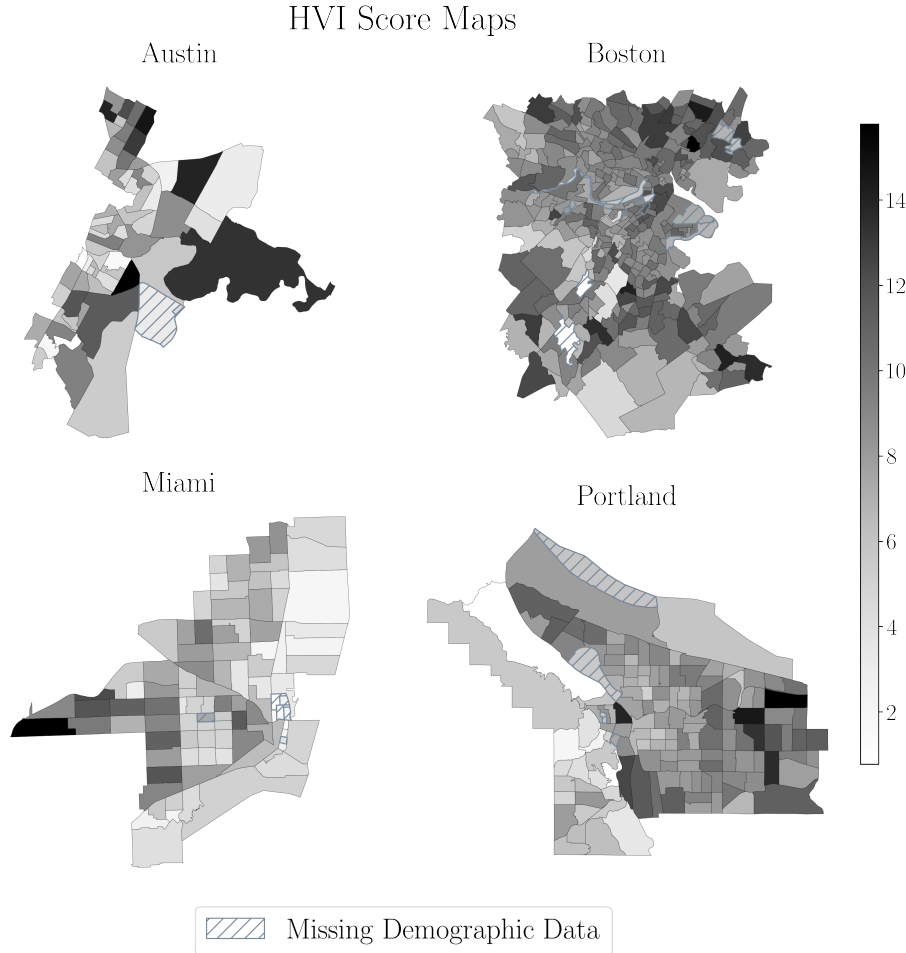 HVI Score Maps
Austin
Boston
14
12
10
8
6
4
2
Miami
Portland
Missing Demographic Data